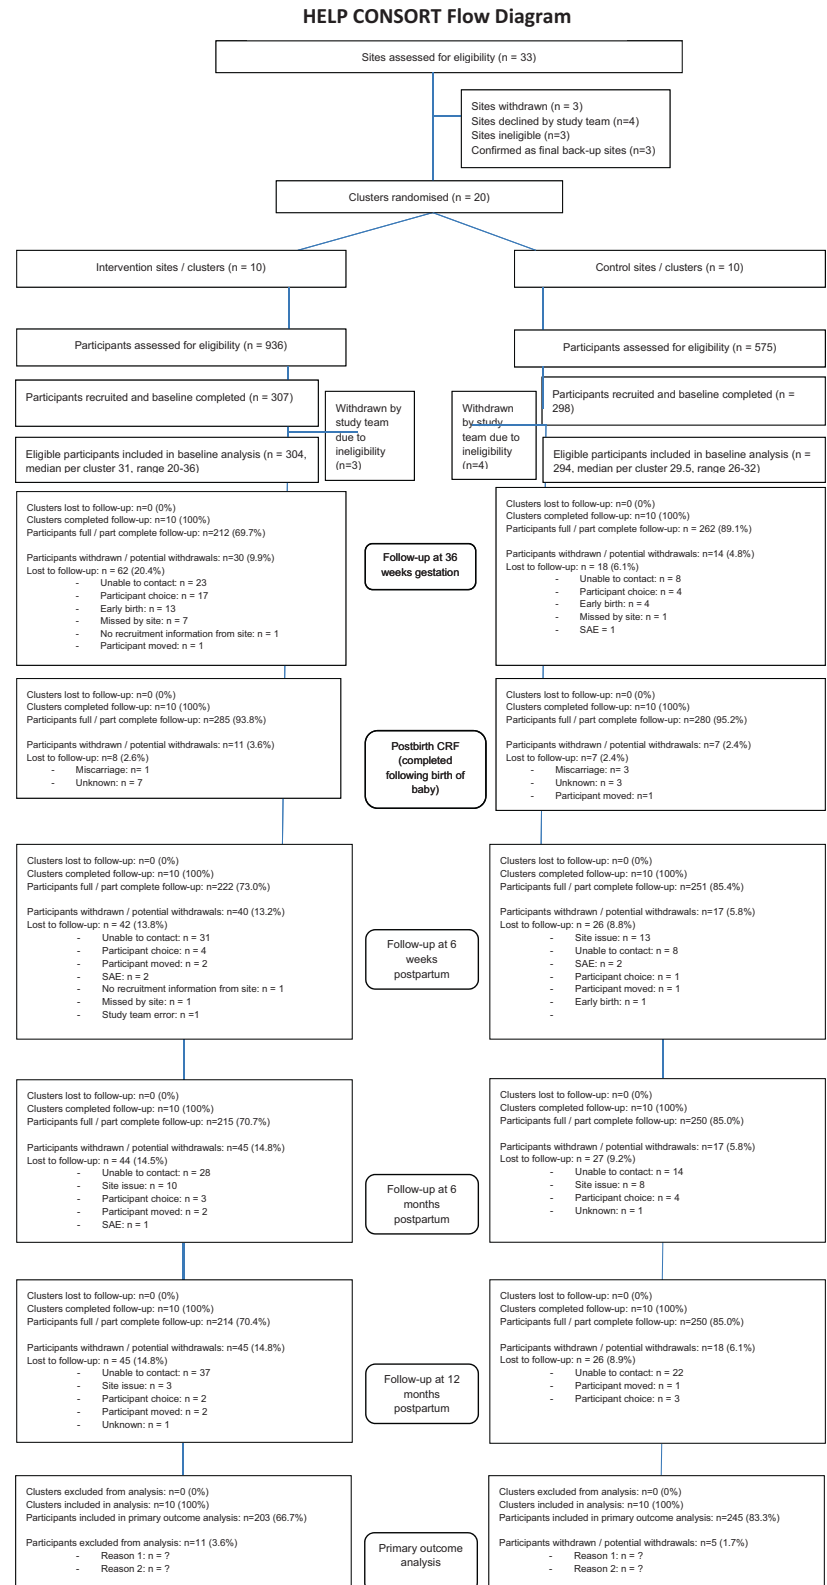 HELP CONSORT Flow Diagram
Sites assessed for eligibility (n = 33)
Sites withdrawn (n = 3)
Sites declined by study team (n=4)
Sites ineligible (n=3)
Confirmed as final back-up sites (n=3)
Clusters randomised (n = 20)
Intervention sites / clusters (n = 10)
Control sites / clusters (n = 10)
Participants assessed for eligibility (n = 936)
Participants assessed for eligibility (n = 575)
Participants recruited and baseline completed (n = 307)
Withdrawn by
study team
due to
ineligibility
(n=3)
Withdrawn
by study
team due to
ineligibility
(n=4)
Participants recruited and baseline completed (n =
298)
Eligible participants included in baseline analysis (n = 304,
median per cluster 31, range 20-36)
Eligible participants included in baseline analysis (n =
294, median per cluster 29.5, range 26-32)
Clusters lost to follow-up: n=0 (0%)
Clusters completed follow-up: n=10 (100%)
Participants full / part complete follow-up: n=212 (69.7%)
Participants withdrawn / potential withdrawals: n=30 (9.9%)
Lost to follow-up: n = 62 (20.4%)
- Unable to contact: n = 23
- Participant choice: n = 17
- Early birth: n = 13
- Missed by site: n = 7
- No recruitment information from site: n = 1
- Participant moved: n = 1
Follow-up at 36
weeks gestation
Clusters lost to follow-up: n=0 (0%)
Clusters completed follow-up: n=10 (100%)
Participants full / part complete follow-up: n = 262 (89.1%)
Participants withdrawn / potential withdrawals: n=14 (4.8%)
Lost to follow-up: n = 18 (6.1%)
- Unable to contact: n = 8
- Participant choice: n = 4
- Early birth: n = 4
- Missed by site: n = 1
- SAE = 1
Clusters lost to follow-up: n=0 (0%)
Clusters completed follow-up: n=10 (100%)
Participants full / part complete follow-up: n=285 (93.8%)
Participants withdrawn / potential withdrawals: n=11 (3.6%)
Lost to follow-up: n=8 (2.6%)
- Miscarriage: n= 1
- Unknown: n = 7
Postbirth CRF
(completed
following birth of
baby)
Clusters lost to follow-up: n=0 (0%)
Clusters completed follow-up: n=10 (100%)
Participants full / part complete follow-up: n=280 (95.2%)
Participants withdrawn / potential withdrawals: n=7 (2.4%)
Lost to follow-up: n=7 (2.4%)
- Miscarriage: n = 3
- Unknown: n = 3
- Participant moved: n=1
Clusters lost to follow-up: n=0 (0%)
Clusters completed follow-up: n=10 (100%)
Participants full / part complete follow-up: n=222 (73.0%)
Participants withdrawn / potential withdrawals: n=40 (13.2%)
Lost to follow-up: n = 42 (13.8%)
- Unable to contact: n = 31
- Participant choice: n = 4
- Participant moved: n = 2
- SAE: n = 2
- No recruitment information from site: n = 1
- Missed by site: n = 1
- Study team error: n =1
Follow-up at 6
weeks
postpartum
Clusters lost to follow-up: n=0 (0%)
Clusters completed follow-up: n=10 (100%)
Participants full / part complete follow-up: n=251 (85.4%)
Participants withdrawn / potential withdrawals: n=17 (5.8%)
Lost to follow-up: n = 26 (8.8%)
- Site issue: n = 13
- Unable to contact: n = 8
- SAE: n = 2
- Participant choice: n = 1
- Participant moved: n = 1
- Early birth: n = 1
-
Clusters lost to follow-up: n=0 (0%)
Clusters completed follow-up: n=10 (100%)
Participants full / part complete follow-up: n=215 (70.7%)
Participants withdrawn / potential withdrawals: n=45 (14.8%)
Lost to follow-up: n = 44 (14.5%)
- Unable to contact: n = 28
- Site issue: n = 10
- Participant choice: n = 3
- Participant moved: n = 2
- SAE: n = 1
Follow-up at 6
months
postpartum
Clusters lost to follow-up: n=0 (0%)
Clusters completed follow-up: n=10 (100%)
Participants full / part complete follow-up: n=250 (85.0%)
Participants withdrawn / potential withdrawals: n=17 (5.8%)
Lost to follow-up: n = 27 (9.2%)
- Unable to contact: n = 14
- Site issue: n = 8
- Participant choice: n = 4
- Unknown: n = 1
Clusters lost to follow-up: n=0 (0%)
Clusters completed follow-up: n=10 (100%)
Participants full / part complete follow-up: n=214 (70.4%)
Participants withdrawn / potential withdrawals: n=45 (14.8%)
Lost to follow-up: n = 45 (14.8%)
- Unable to contact: n = 37
- Site issue: n = 3
- Participant choice: n = 2
- Participant moved: n = 2
- Unknown: n = 1
Follow-up at 12
months
postpartum
Clusters lost to follow-up: n=0 (0%)
Clusters completed follow-up: n=10 (100%)
Participants full / part complete follow-up: n=250 (85.0%)
Participants withdrawn / potential withdrawals: n=18 (6.1%)
Lost to follow-up: n = 26 (8.9%)
- Unable to contact: n = 22
- Participant moved: n = 1
- Participant choice: n = 3
Clusters excluded from analysis: n=0 (0%)
Clusters included in analysis: n=10 (100%)
Participants included in primary outcome analysis: n=203 (66.7%)
Participants excluded from analysis: n=11 (3.6%)
- Reason 1: n = ?
- Reason 2: n = ?
Primary outcome
analysis
Clusters excluded from analysis: n=0 (0%)
Clusters included in analysis: n=10 (100%)
Participants included in primary outcome analysis: n=245 (83.3%)
Participants withdrawn / potential withdrawals: n=5 (1.7%)
- Reason 1: n = ?
- Reason 2: n = ?